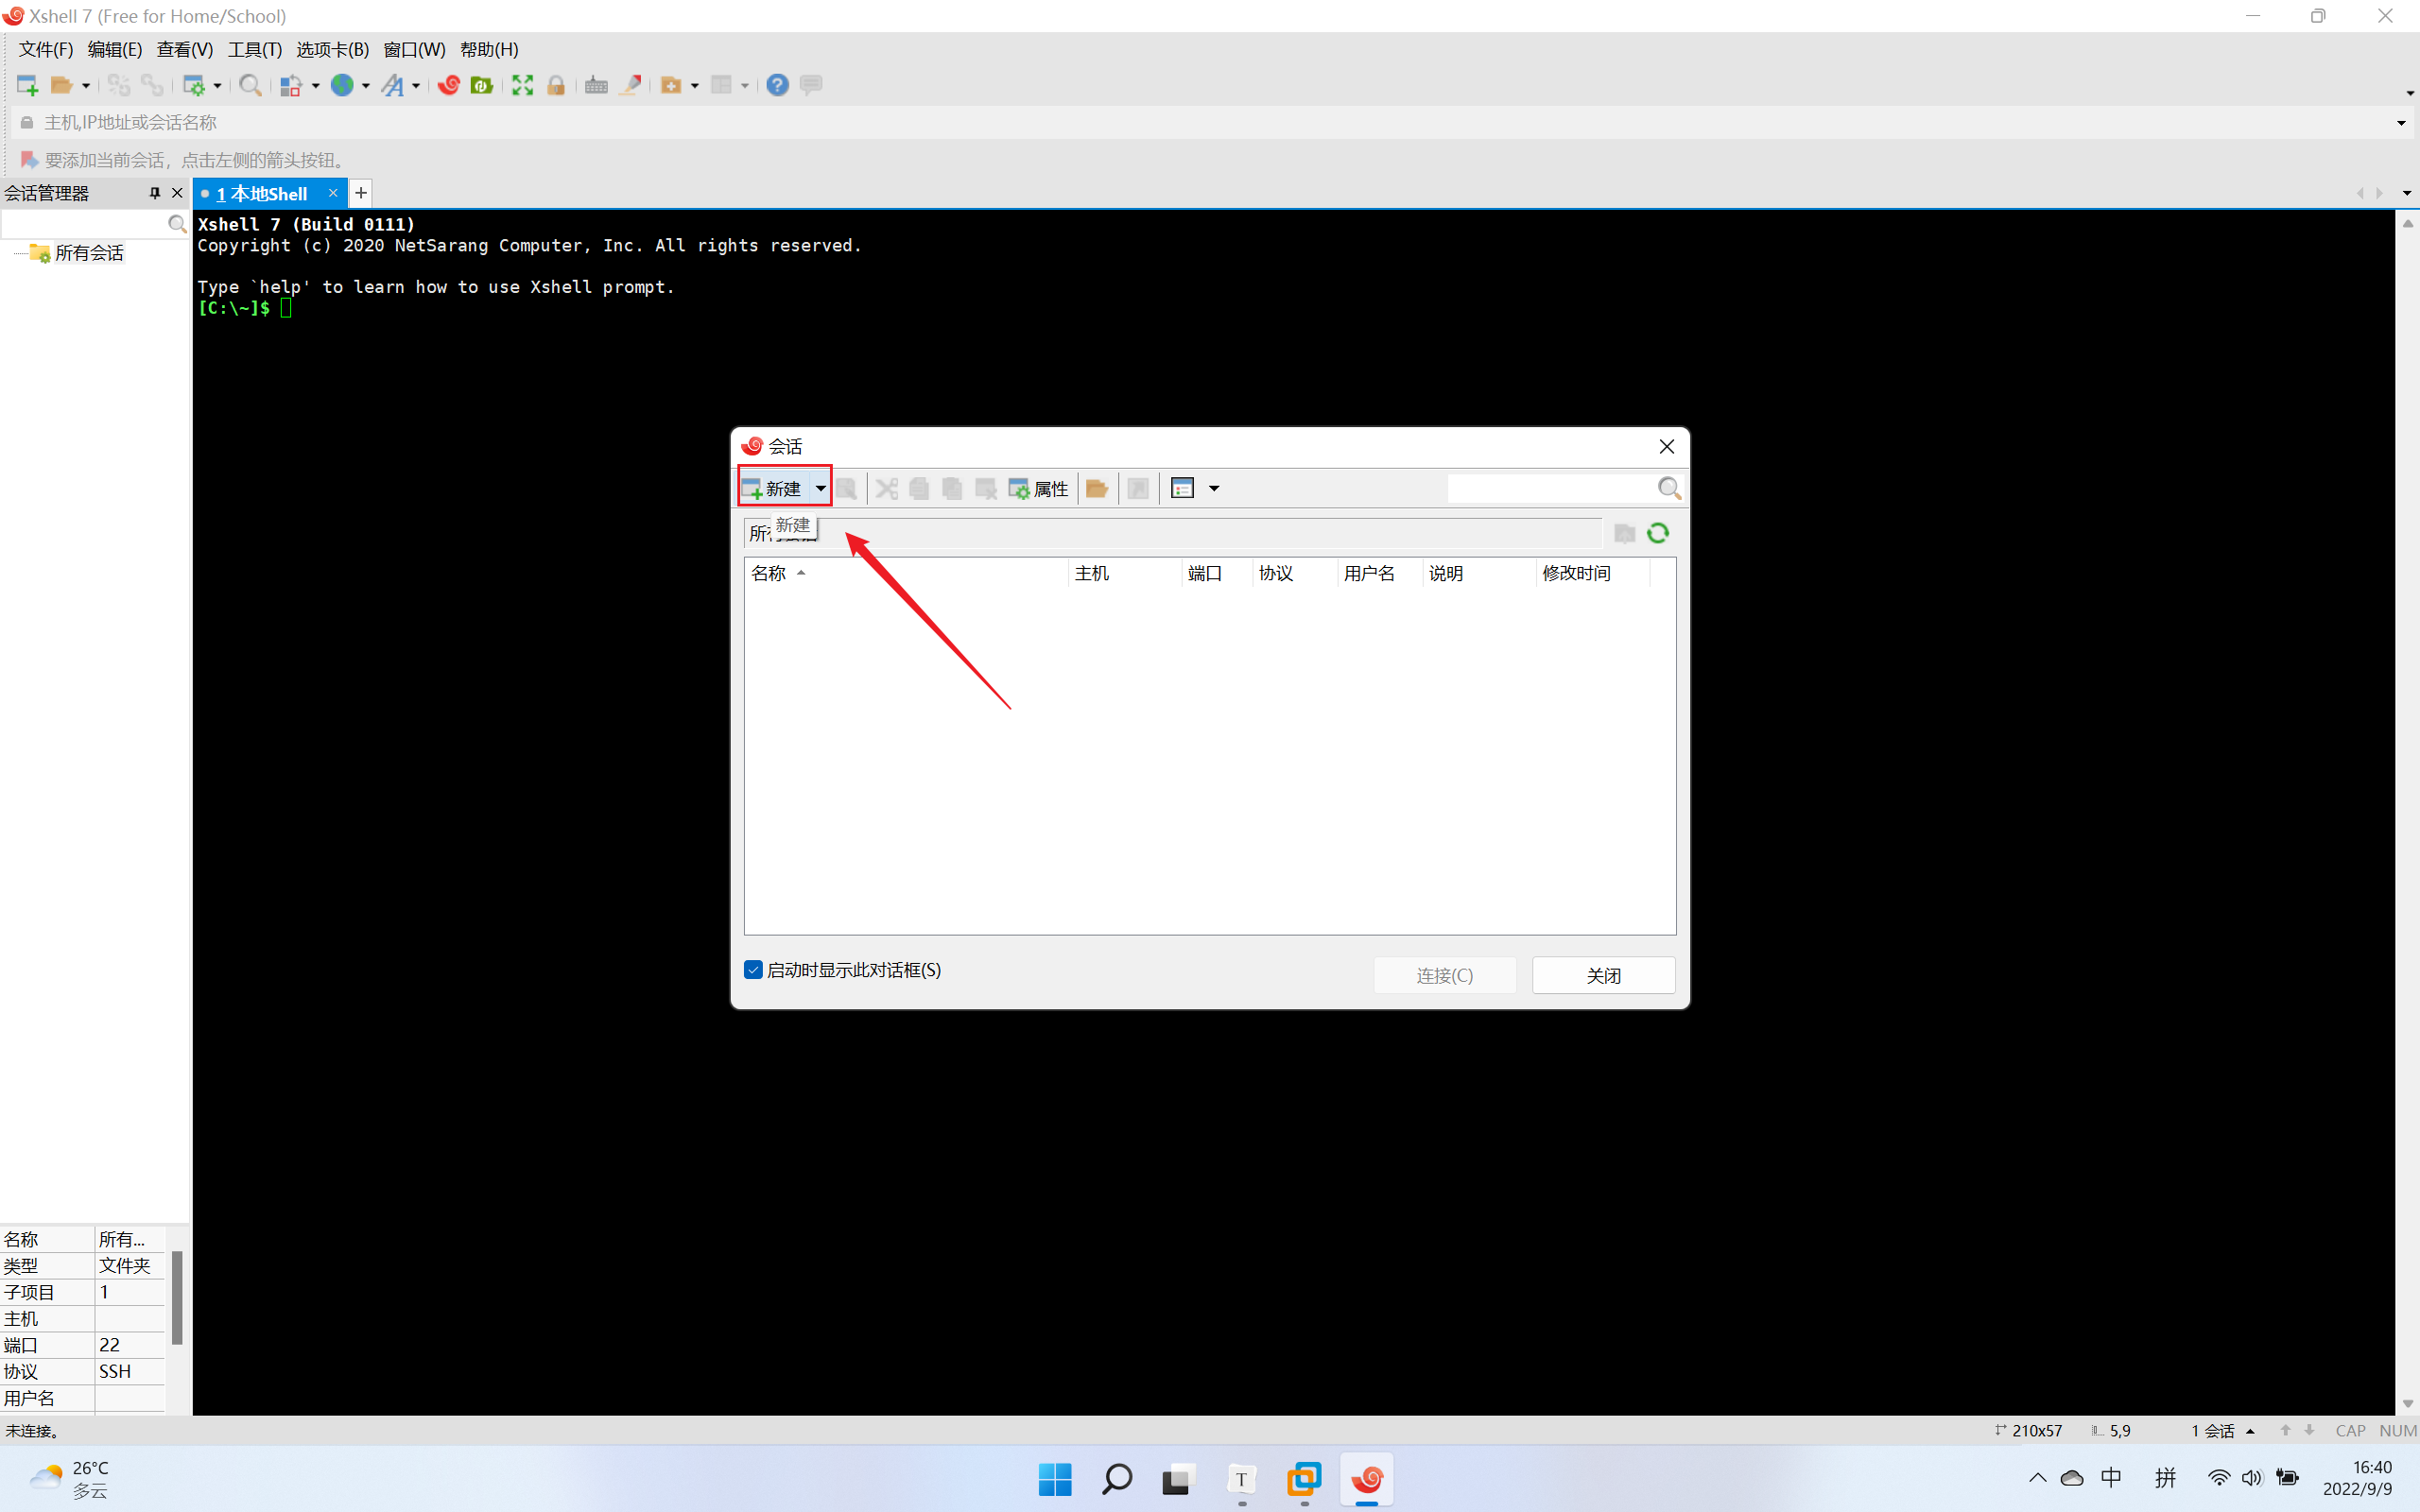 Xshell 7 (Free for Home/School)
文件(F) 编辑(E) 查看(V) 工具(T) 选项卡(B) 窗口(W) 帮助(H)
主机,IP地址或会话名称
要添加当前会话，点击左侧的箭头按钮。
会话管理器
1 本地Shell
所有会话
Xshell 7 (Build 0111)
Copyright (c) 2020 NetSarang Computer, Inc. All rights reserved.
Type `help' to learn how to use Xshell prompt.
[C:\~]$
会话
新建
属性
新建
名称 主机 端口 协议 用户名 说明 修改时间
启动时显示此对话框(S)
连接(C)
关闭
名称 所有...
类型 文件夹
子项目 1
主机
端口 22
协议 SSH
用户名
未连接。
210x57 5,9 1 会话 CAP NUM
26°C
多云
T
中 拼
16:40
2022/9/9